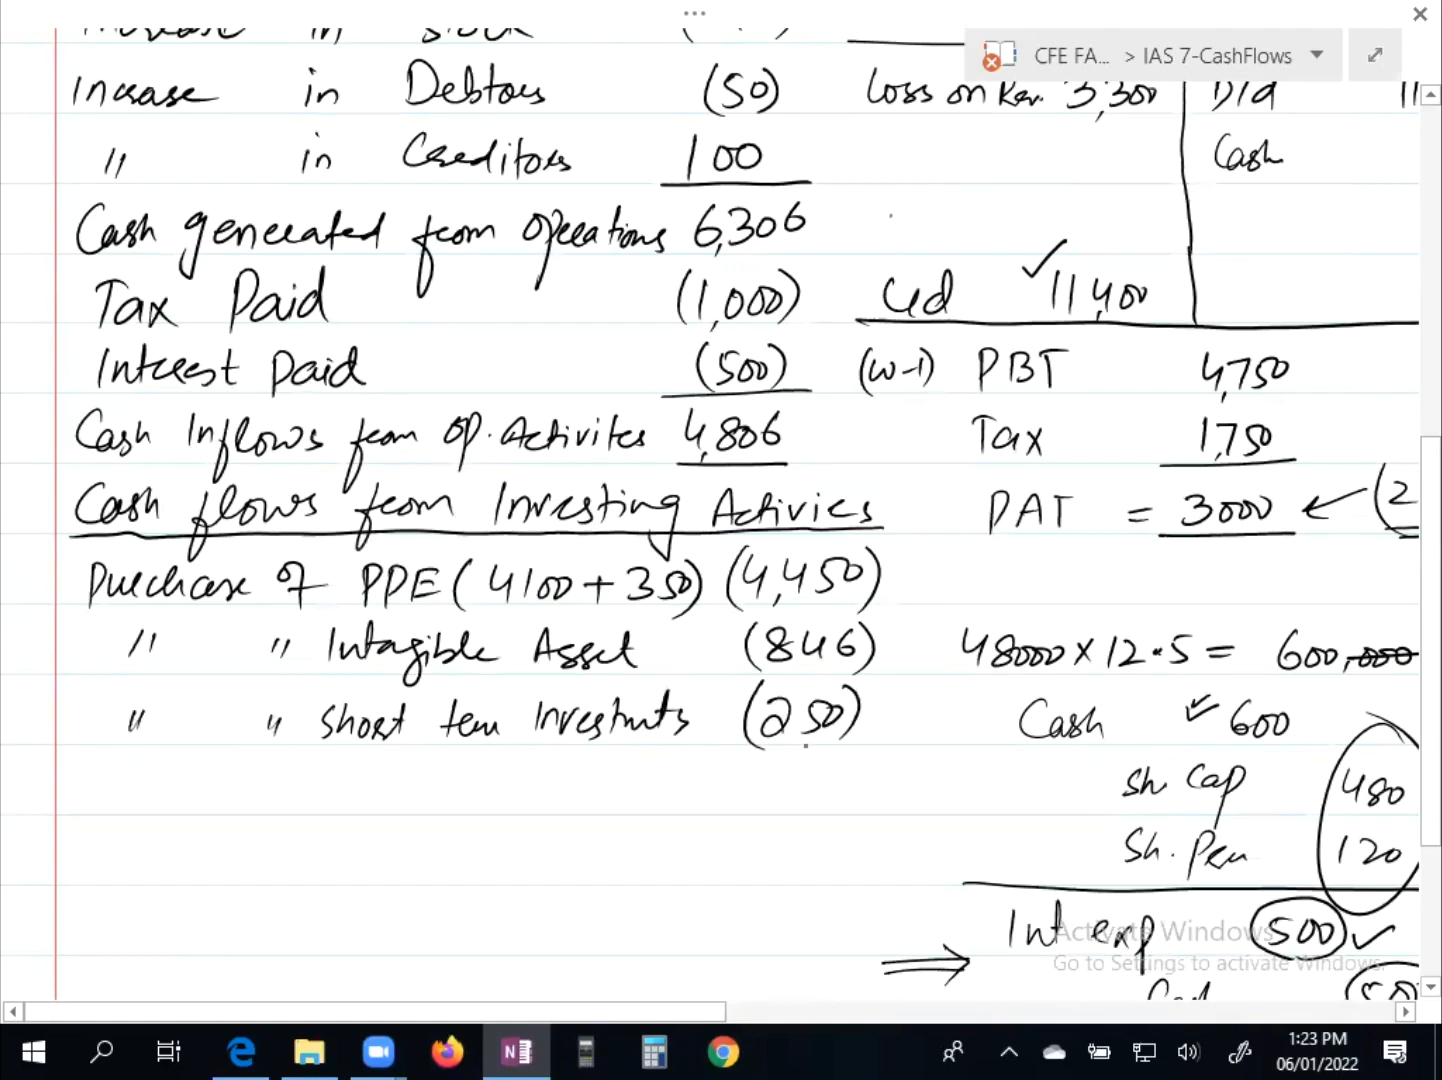 CFE FA... > IAS 7-CashFlows
in
Increase in Debtors (50)
" in Creditors 100
Cash generated from operations 6,306
Tax Paid (1,000)
Interest paid (500)
Cash Inflows from op. Activites 4,806
Cash flows from Investing Activies
Purchase of PPE (4100 + 350) (4,450)
" " Intagible Asset (846)
" " short term Investmnts (250)
loss on Rev. 3,300
Cash
c/d 11,400
(w-1) PBT 4,750
Tax 1,750
PAT = 3000 ← (2
48000 × 12.5 = 600,000
Cash 600
Sh. Cap 480
Sh. Prem 120
Int exp 500
Activate Windows
Go to Settings to activate Windows.
1:23 PM
06/01/2022